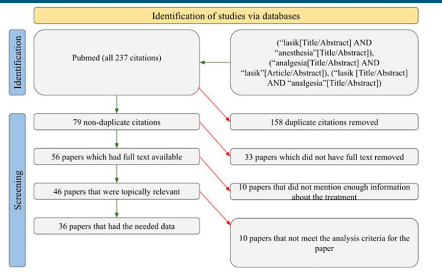 Identification of studies via databases
Identification
Pubmed (all 237 citations)
(“lasik[Title/Abstract] AND
“anesthesia”[Title/Abstract]),
(“analgesia[Title/Abstract] AND
“lasik”[Article/Abstract]), (“lasik [Title/Abstract]
AND “analgesia”[Title/Abstract])
Screening
79 non-duplicate citations
158 duplicate citations removed
56 papers which had full text available
33 papers which did not have full text removed
46 papers that were topically relevant
10 papers that did not mention enough information
about the treatment
36 papers that had the needed data
10 papers that not meet the analysis criteria for the
paper